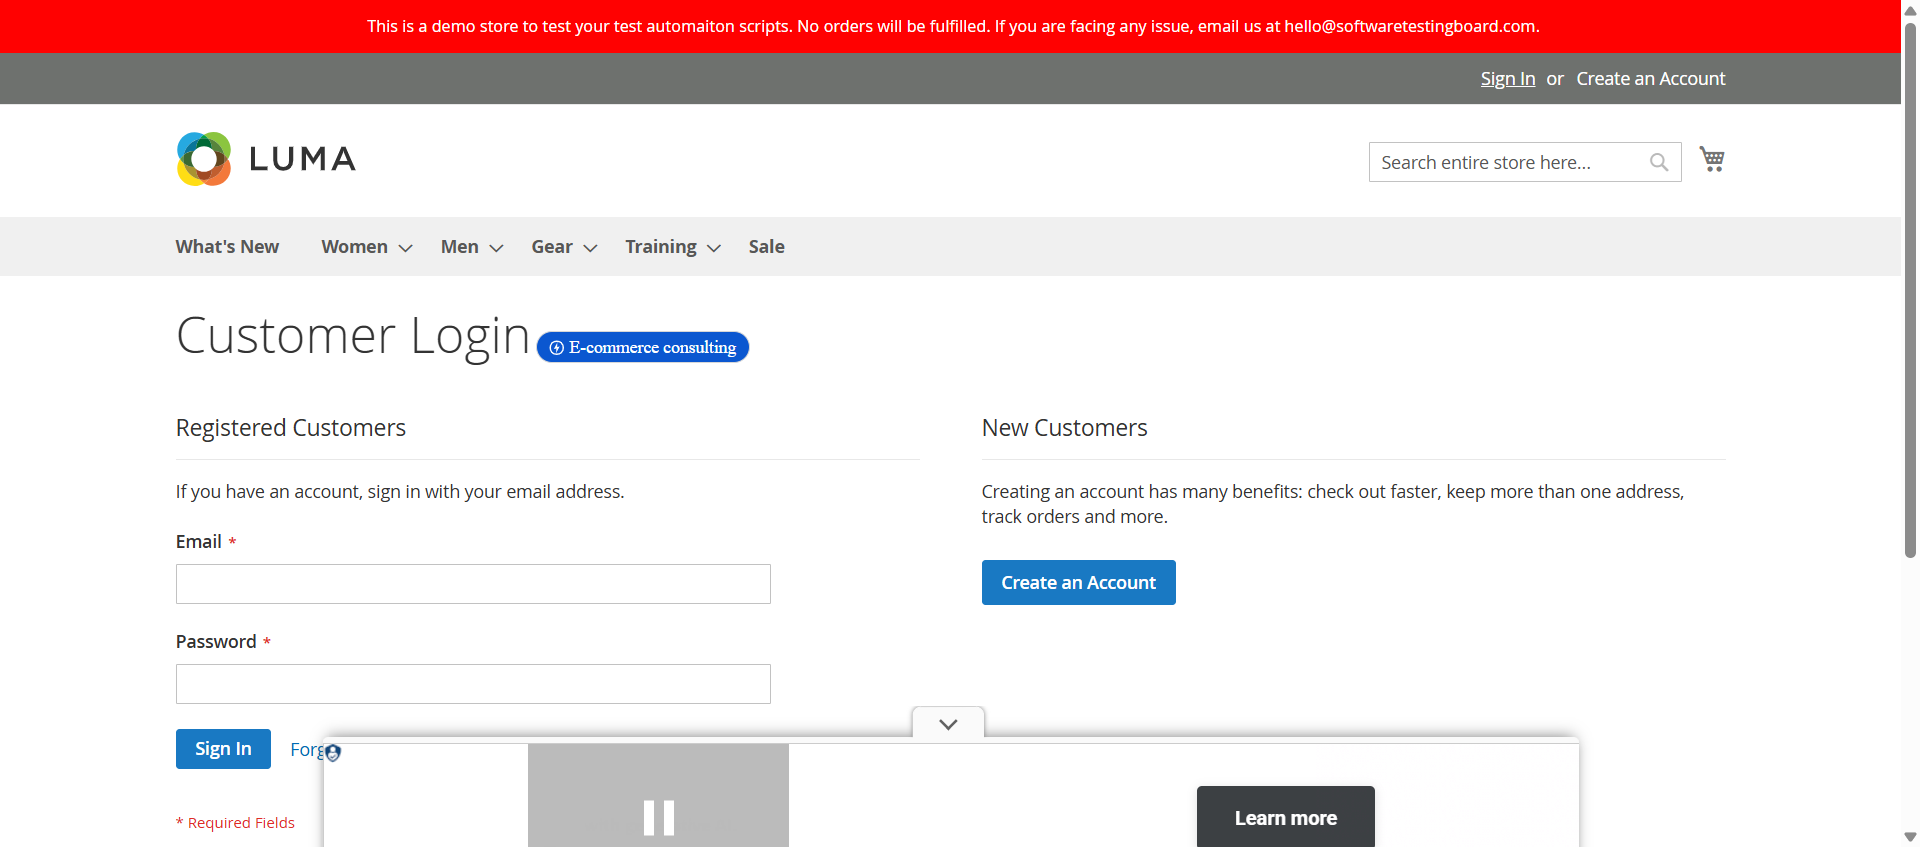 This is a demo store to test your test automaiton scripts. No orders will be fulfilled. If you are facing any issue, email us at hello@softwaretestingboard.com.
Sign In or Create an Account
LUMA
Search entire store here...
What's New Women Men Gear Training Sale
Customer Login
E-commerce consulting
Registered Customers
If you have an account, sign in with your email address.
Email *
Password *
Sign In Forg
* Required Fields
New Customers
Creating an account has many benefits: check out faster, keep more than one address,
track orders and more.
Create an Account
Learn more